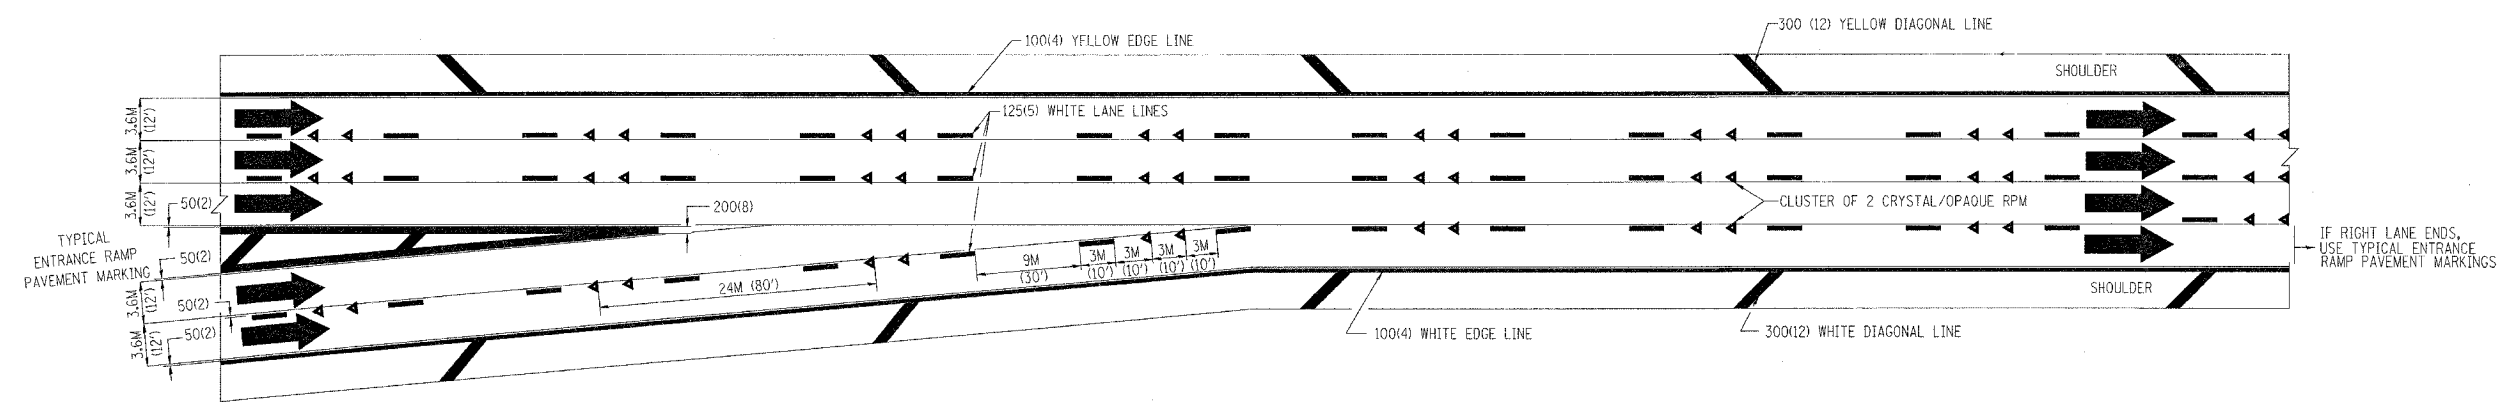 300 (12) YELLOW DIAGONAL LINE
100(4) YELLOW EDGE LINE
SHOULDER
125(5) WHITE LANE LINES
3.6M
(12')
3.6M
(12')
3.6M
(12')
50(2)
200(8)
CLUSTER OF 2 CRYSTAL/OPAQUE RPM
TYPICAL
ENTRANCE RAMP
PAVEMENT MARKING
50(2)
IF RIGHT LANE ENDS,
USE TYPICAL ENTRANCE
RAMP PAVEMENT MARKINGS
9M
(30')
3M
(10')
3M
(10')
3M
(10')
3M
(10')
24M (80')
SHOULDER
3.6M
(12')
50(2)
3.6M
(12')
50(2)
100(4) WHITE EDGE LINE
300(12) WHITE DIAGONAL LINE